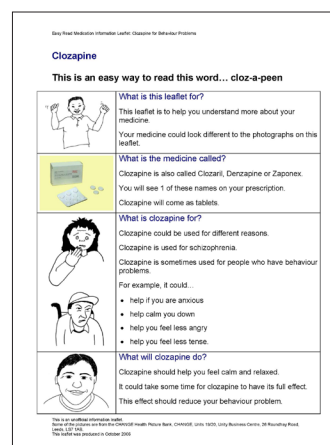 Easy Read Medication Information Leaflet: Clozapine for Behaviour Problems
Clozapine
This is an easy way to read this word… cloz-a-peen
What is this leaflet for?
This leaflet is to help you understand more about your
medicine.
Your medicine could look different to the photographs on this
leaflet.
What is the medicine called?
Clozapine is also called Clozaril, Denzapine or Zaponex.
You will see 1 of these names on your prescription.
Clozapine will come as tablets.
What is clozapine for?
Clozapine could be used for different reasons.
Clozapine is used for schizophrenia.
Clozapine is sometimes used for people who have behaviour
problems.
For example, it could…
• help if you are anxious
• help calm you down
• help you feel less angry
• help you feel less tense.
What will clozapine do?
Clozapine should help you feel calm and relaxed.
It could take some time for clozapine to have its full effect.
This effect should reduce your behaviour problem.
This is an unofficial information leaflet
Some of the pictures are from the CHANGE Health Picture Bank, CHANGE, Units 19/20, Unity Business Centre, 26 Roundhay Road,
Leeds, LS7 1AB.
This leaflet was produced in October 2008